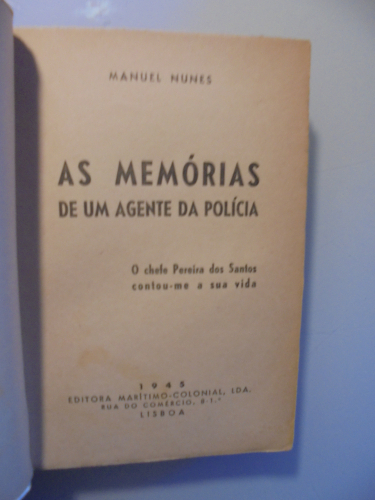 MANUEL NUNES
AS MEMÓRIAS
DE UM AGENTE DA POLÍCIA
O chefe Pereira dos Santos
contou-me a sua vida
1945
EDITORA MARÍTIMO-COLONIAL, LDA.
RUA DO COMÉRCIO, 8 1.º
LISBOA